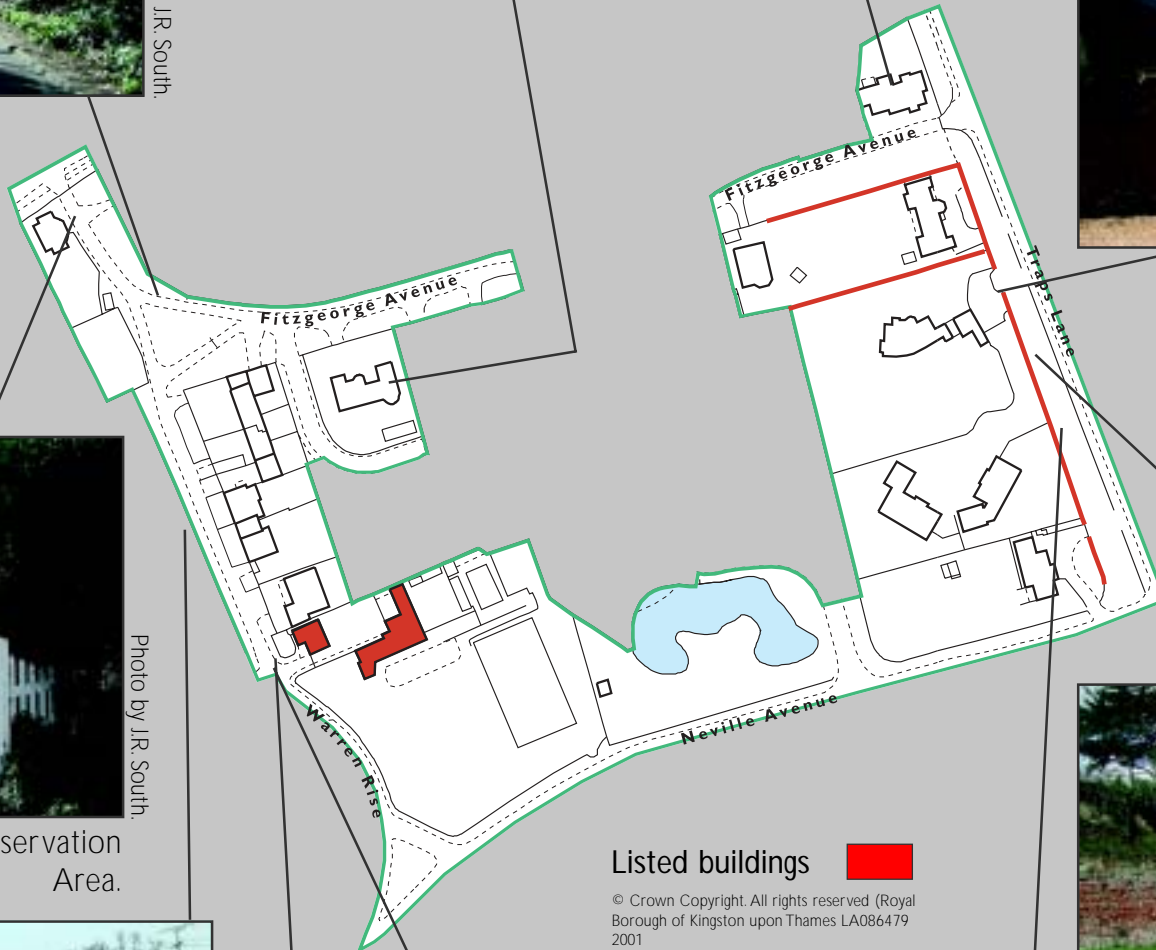 J.R. South.
Fitzgeorge Avenue
Fitzgeorge Avenue
Traps Lane
Photo by J.R. South.
Warren Rise
Neville Avenue
servation
Area.
Listed buildings
© Crown Copyright. All rights reserved (Royal
Borough of Kingston upon Thames LA086479
2001